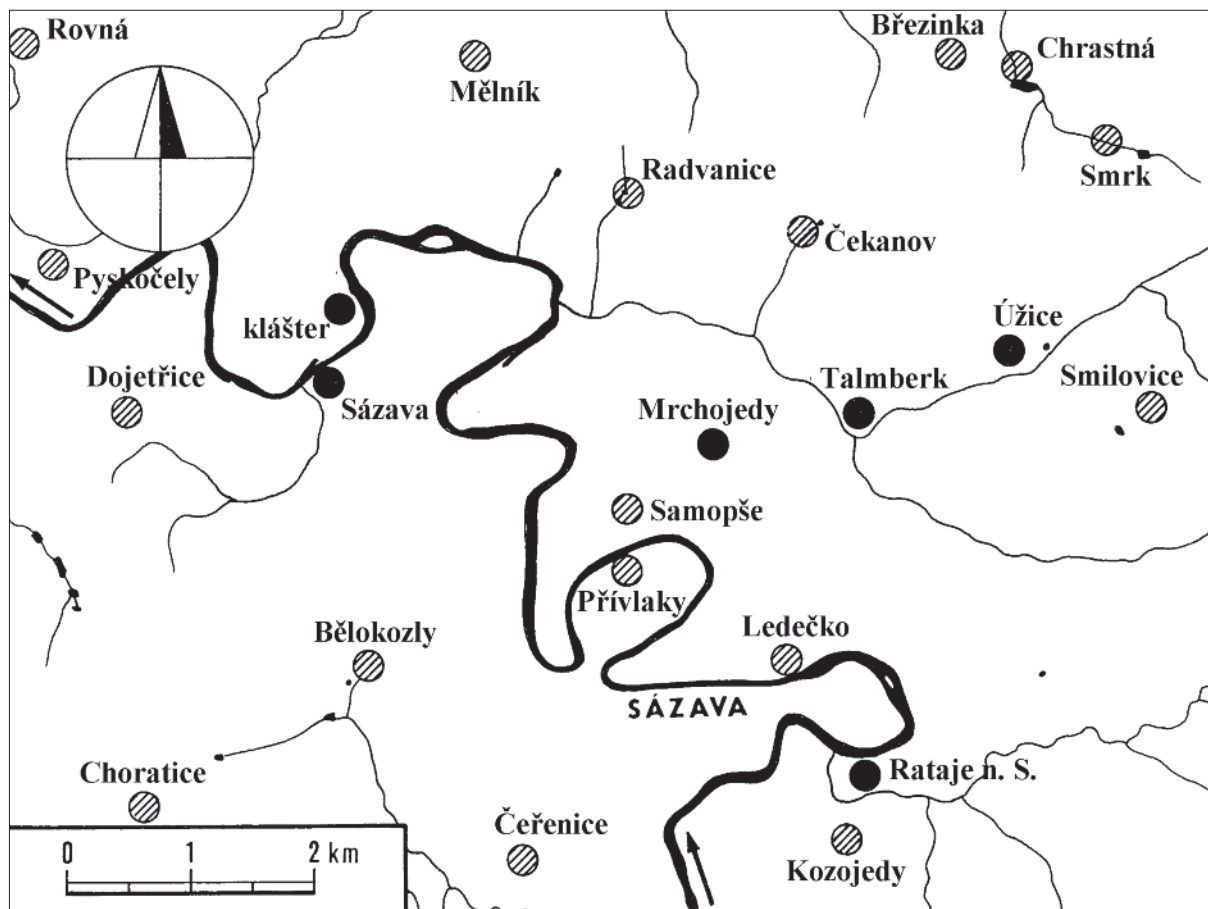 Rovná
Mělník
Březinka
Chrastná
Smrk
Radvanice
Čekanov
Pyskočely
klášter
Úžice
Dojetřice
Talmberk
Smilovice
Sázava
Mrchojedy
Samopše
Přívlaky
Bělokozly
Ledečko
SÁZAVA
Choratice
Rataje n. S.
Čeřenice
Kozojedy
0 1 2 km